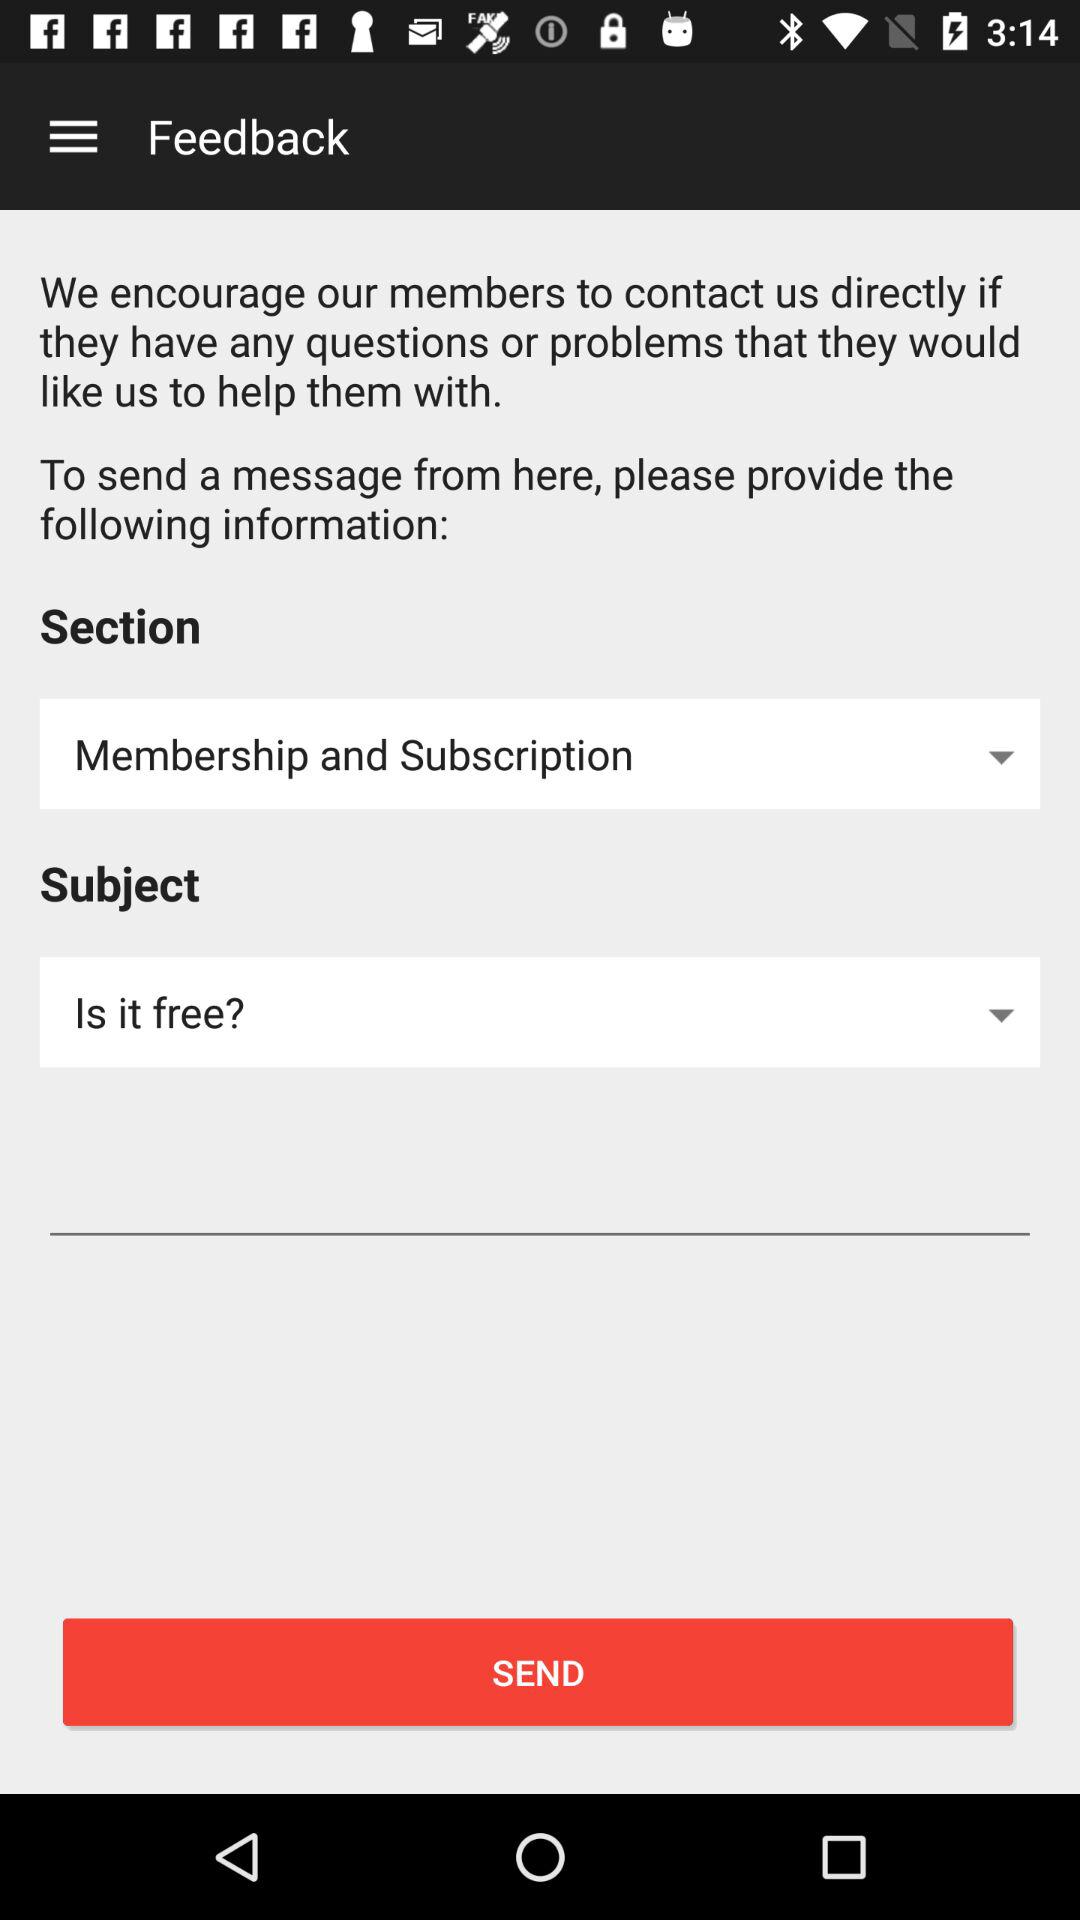 FAKE
3:14
Feedback
We encourage our members to contact us directly if
they have any questions or problems that they would
like us to help them with.
To send a message from here, please provide the
following information:
Section
Membership and Subscription
Subject
Is it free?
SEND